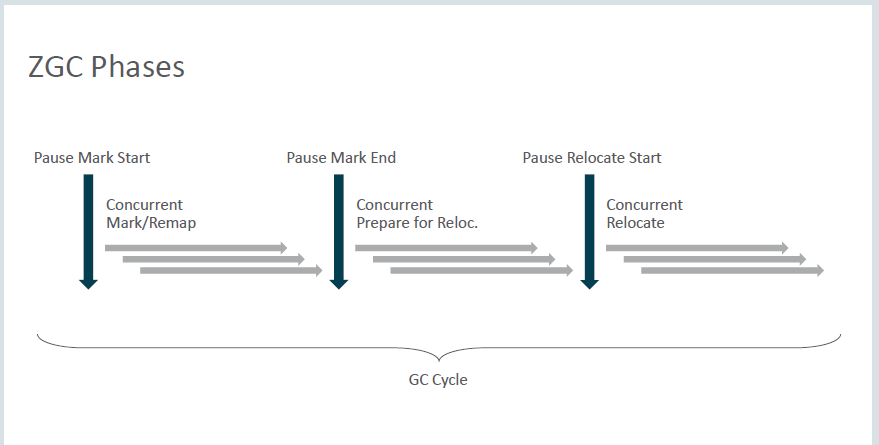 ZGC Phases
Pause Mark Start
Pause Mark End
Pause Relocate Start
Concurrent
Mark/Remap
Concurrent
Prepare for Reloc.
Concurrent
Relocate
GC Cycle